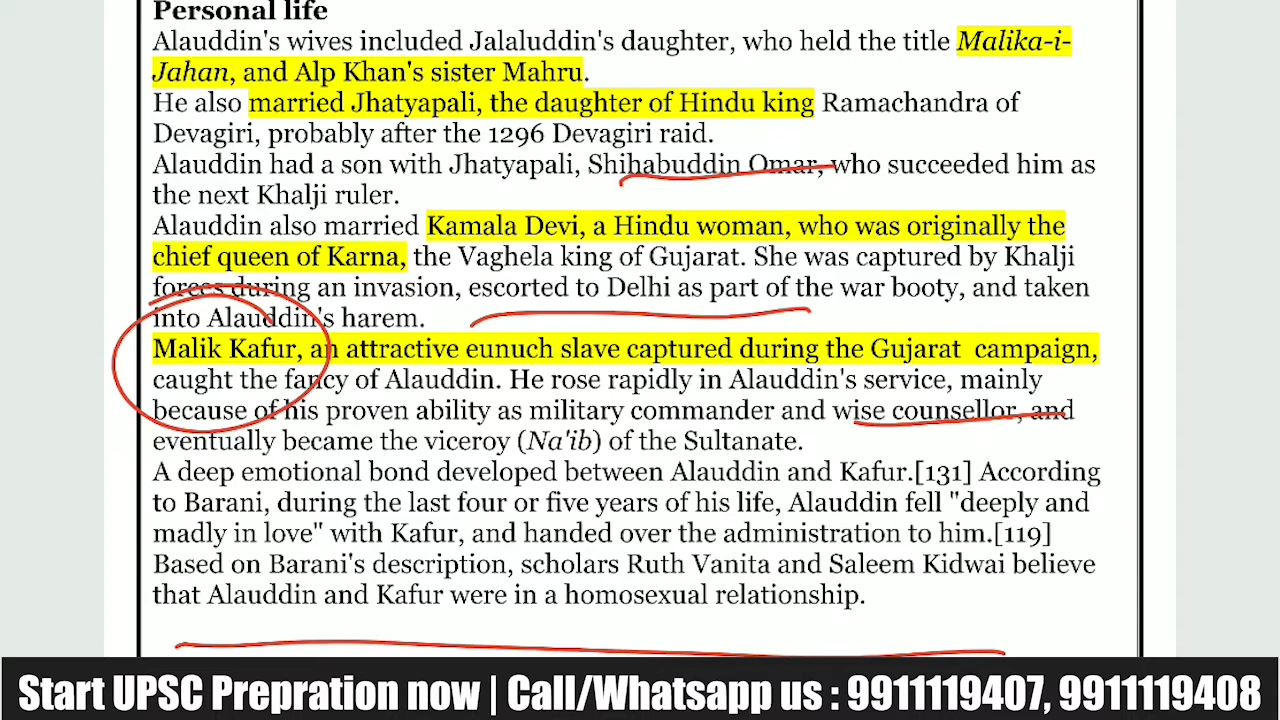 Personal life
Alauddin's wives included Jalaluddin's daughter, who held the title Malika-i-
Jahan, and Alp Khan's sister Mahru.
He also married Jhatyapali, the daughter of Hindu king Ramachandra of
Devagiri, probably after the 1296 Devagiri raid.
Alauddin had a son with Jhatyapali, Shihabuddin Omar, who succeeded him as
the next Khalji ruler.
Alauddin also married Kamala Devi, a Hindu woman, who was originally the
chief queen of Karna, the Vaghela king of Gujarat. She was captured by Khalji
forces during an invasion, escorted to Delhi as part of the war booty, and taken
into Alauddin's harem.
Malik Kafur, an attractive eunuch slave captured during the Gujarat campaign,
caught the fancy of Alauddin. He rose rapidly in Alauddin's service, mainly
because of his proven ability as military commander and wise counsellor, and
eventually became the viceroy (Na'ib) of the Sultanate.
A deep emotional bond developed between Alauddin and Kafur.[131] According
to Barani, during the last four or five years of his life, Alauddin fell "deeply and
madly in love" with Kafur, and handed over the administration to him.[119]
Based on Barani's description, scholars Ruth Vanita and Saleem Kidwai believe
that Alauddin and Kafur were in a homosexual relationship.
Start UPSC Prepration now | Call/Whatsapp us : 9911119407, 9911119408